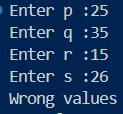 Enter p :25
Enter q :35
Enter r :15
Enter s :26
Wrong values